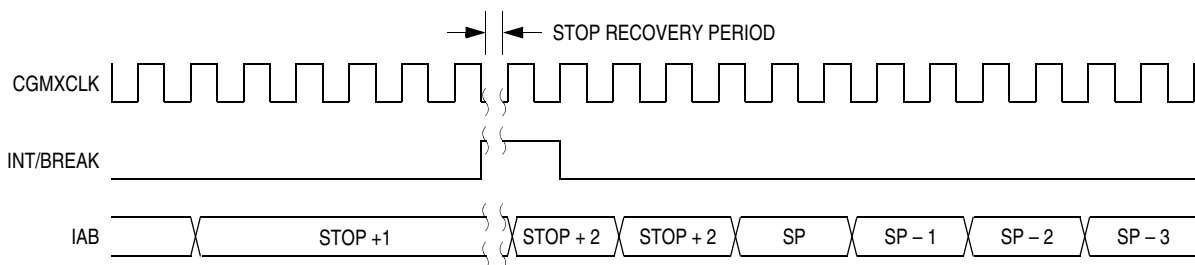 STOP RECOVERY PERIOD
CGMXCLK
INT/BREAK
IAB STOP +1 STOP + 2 STOP + 2 SP SP – 1 SP – 2 SP – 3